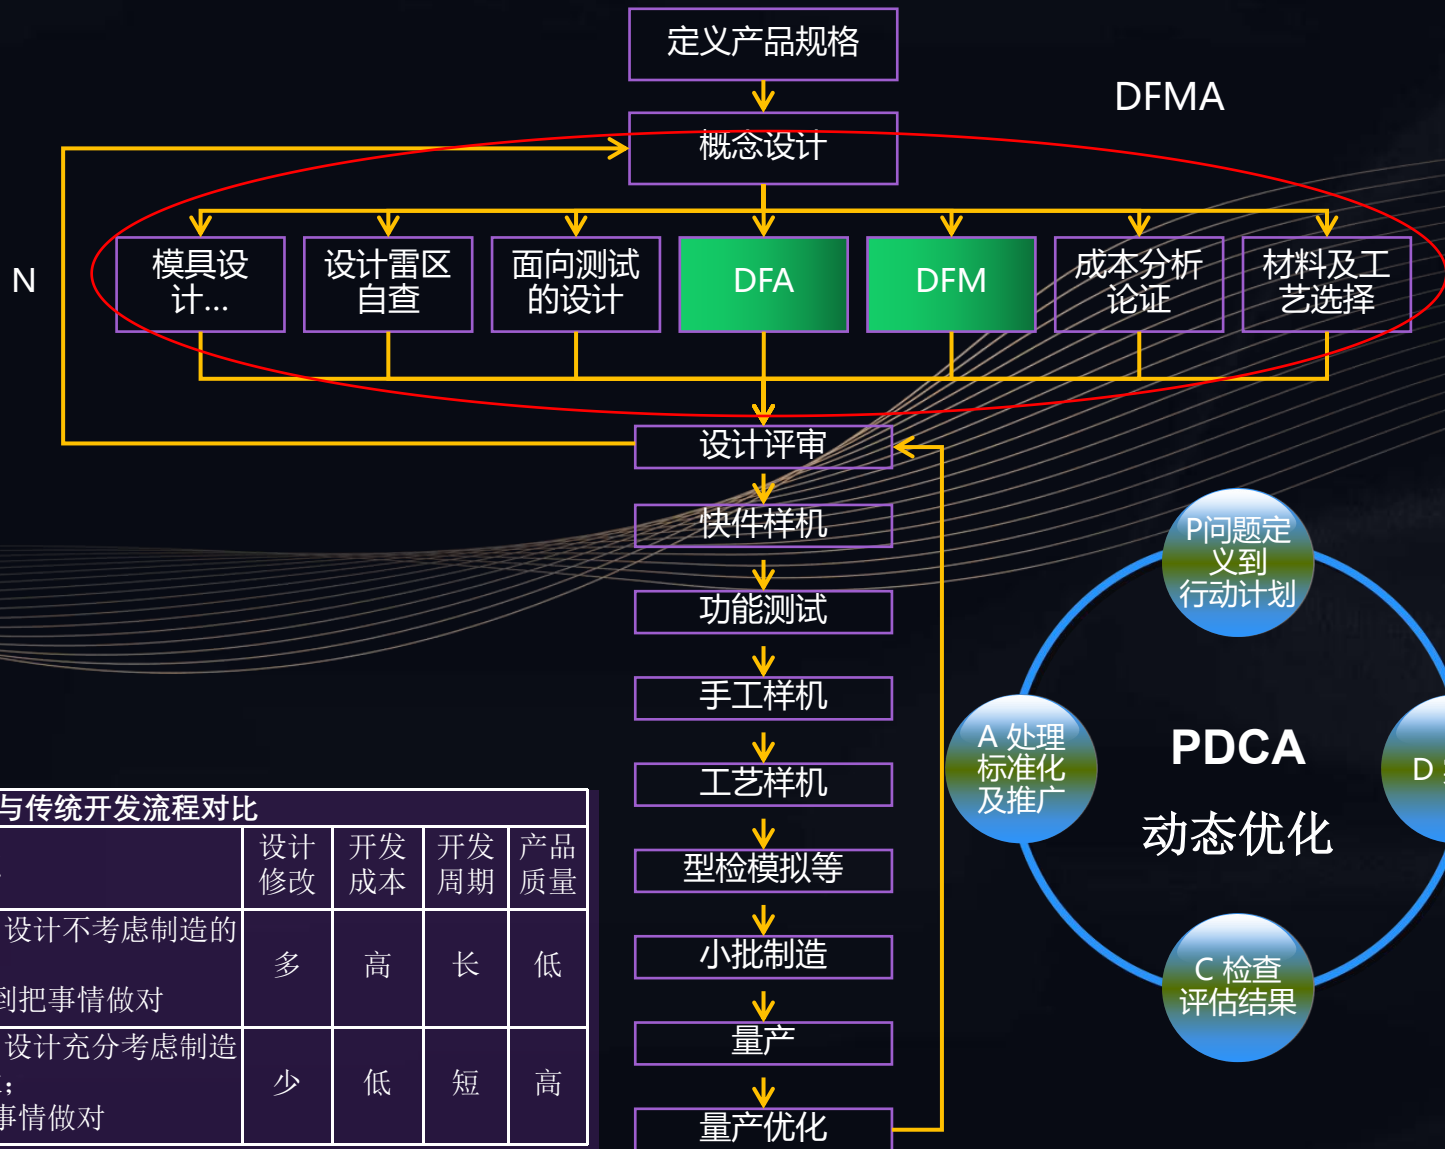 定义产品规格
DFMA
概念设计
N
模具设
计...
设计雷区
自查
面向测试
的设计
DFA
DFM
成本分析
论证
材料及工
艺选择
设计评审
快件样机
功能测试
手工样机
工艺样机
型检模拟等
小批制造
量产
量产优化
P问题定
义到
行动计划
A 处理
标准化
及推广
PDCA
动态优化
D
C 检查
评估结果
与传统开发流程对比
设计
修改
开发
成本
开发
周期
产品
质量
设计不考虑制造的
到把事情做对
多
高
长
低
设计充分考虑制造
;
事情做对
少
低
短
高